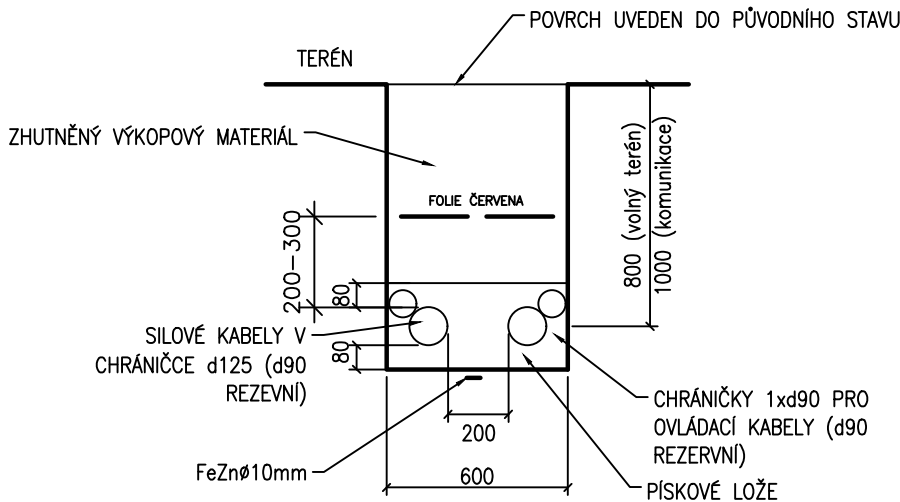 POVRCH UVEDEN DO PŮVODNÍHO STAVU
TERÉN
ZHUTNĚNÝ VÝKOPOVÝ MATERIÁL
FOLIE ČERVENA
800 (volný terén)
1000 (komunikace)
200-300
80
80
SILOVÉ KABELY V
CHRÁNIČCE d125 (d90
REZEVNÍ)
CHRÁNIČKY 1xd90 PRO
OVLÁDACÍ KABELY (d90
REZERVNÍ)
200
FeZnø10mm
600
PÍSKOVÉ LOŽE